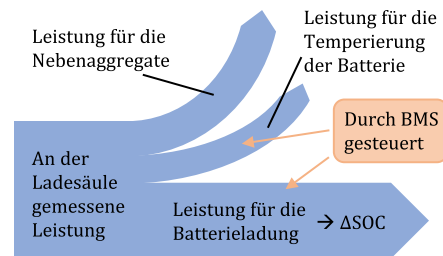 Leistung für die
Nebenaggregate
Leistung für die
Temperierung
der Batterie
Durch BMS
gesteuert
An der
Ladesäule
gemessene
Leistung
Leistung für die
Batterieladung → ΔSOC